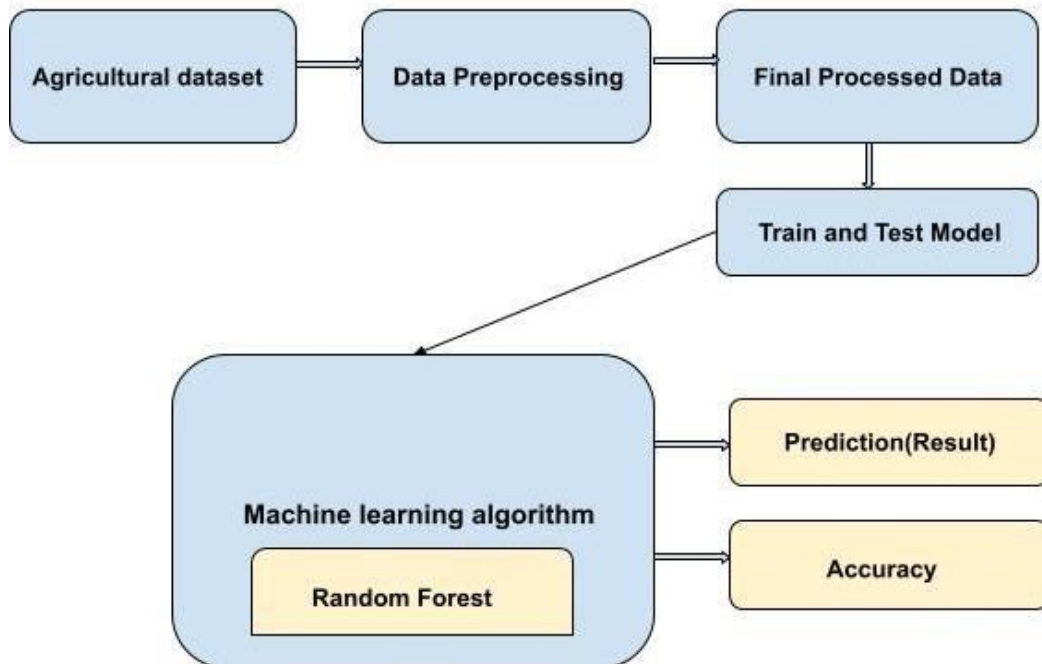 Agricultural dataset
Data Preprocessing
Final Processed Data
Train and Test Model
Machine learning algorithm
Random Forest
Prediction(Result)
Accuracy